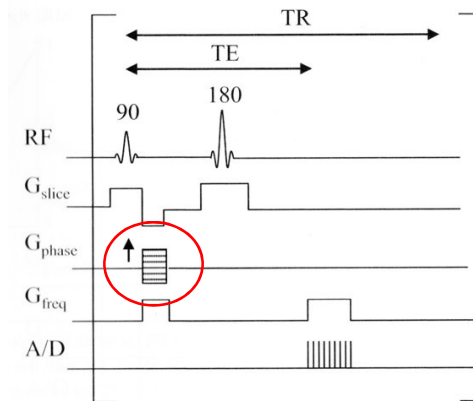 TR
TE
180
90
RF
Gslice
Gphase
Gfreq
A/D